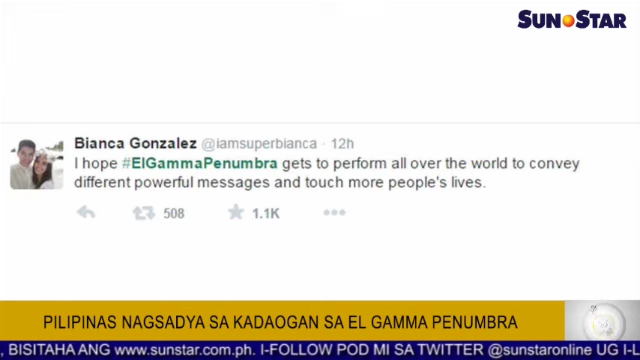 SUN STAR
Bianca Gonzalez @iamsuperbianca · 12h
I hope #ElGammaPenumbra gets to perform all over the world to convey
different powerful messages and touch more people's lives.
508 1.1K
PILIPINAS NAGSADYA SA KADAOGAN SA EL GAMMA PENUMBRA
, BISITAHA ANG www.sunstar.com.ph. I-FOLLOW POD MI SA TWITTER @sunstaronline UG I-L